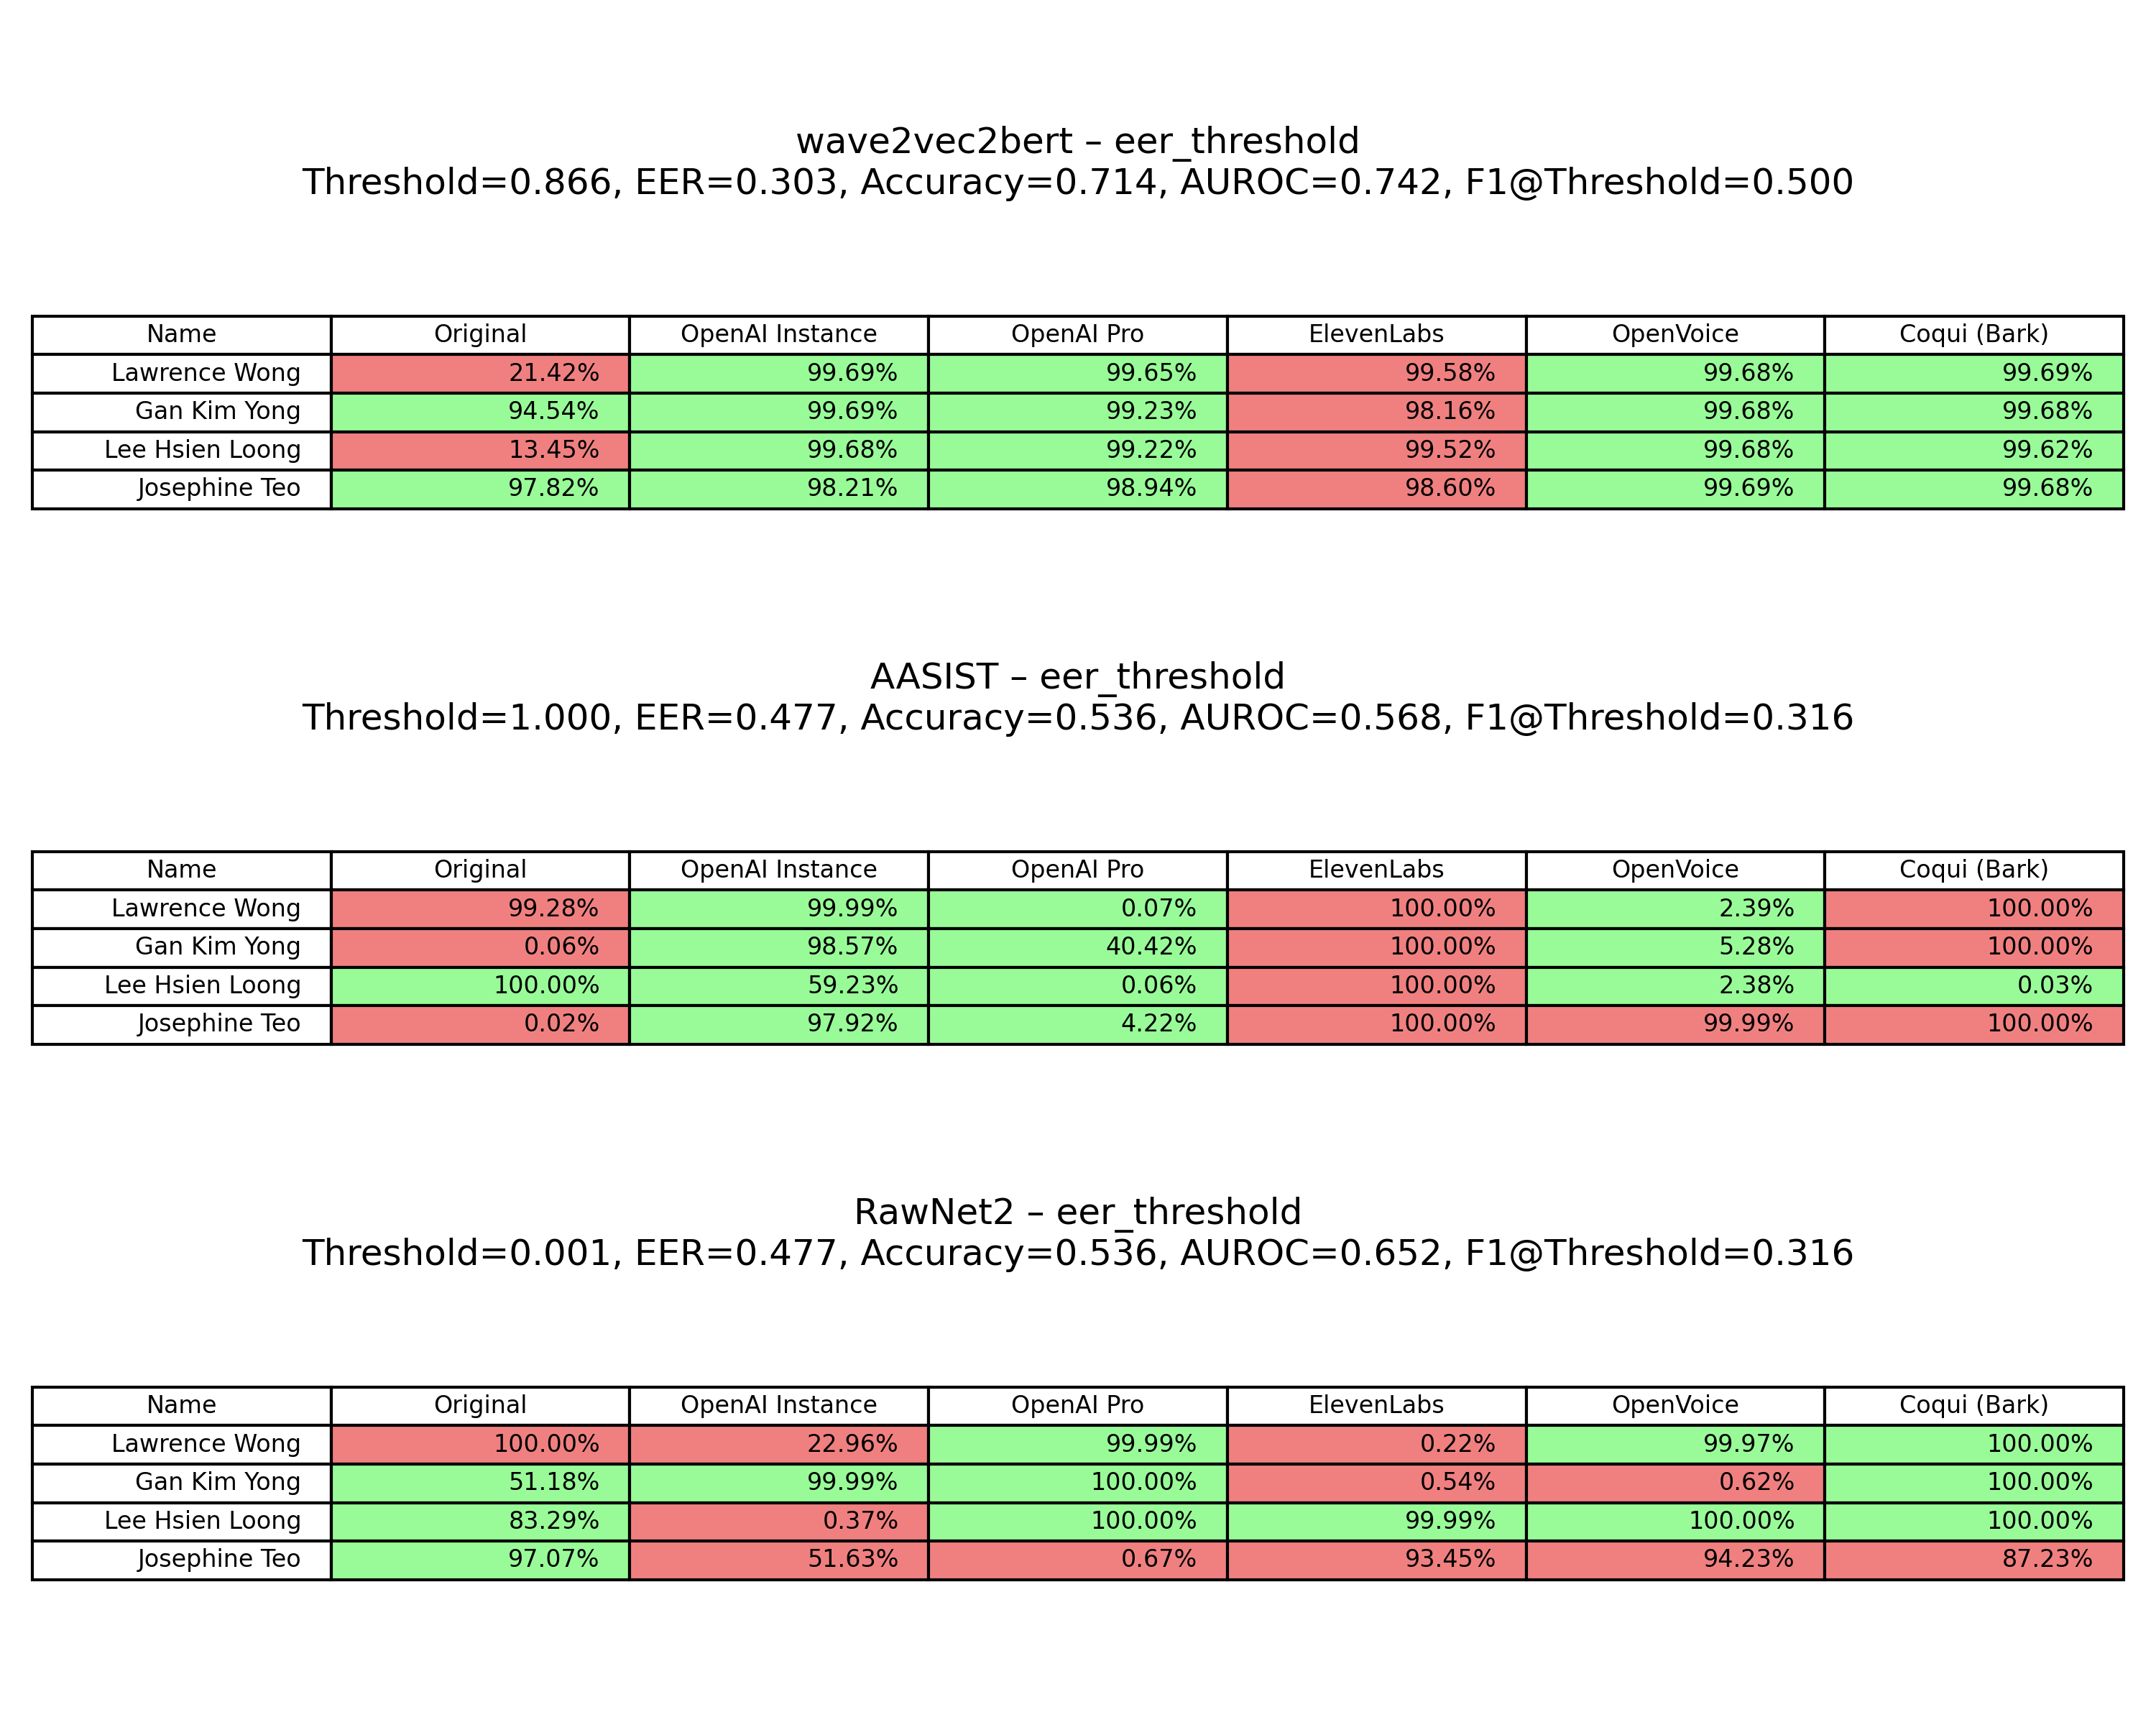 wave2vec2bert – eer_threshold
Threshold=0.866, EER=0.303, Accuracy=0.714, AUROC=0.742, F1@Threshold=0.500
Name Original OpenAI Instance OpenAI Pro ElevenLabs OpenVoice Coqui (Bark)
Lawrence Wong 21.42% 99.69% 99.65% 99.58% 99.68% 99.69%
Gan Kim Yong 94.54% 99.69% 99.23% 98.16% 99.68% 99.68%
Lee Hsien Loong 13.45% 99.68% 99.22% 99.52% 99.68% 99.62%
Josephine Teo 97.82% 98.21% 98.94% 98.60% 99.69% 99.68%
AASIST – eer_threshold
Threshold=1.000, EER=0.477, Accuracy=0.536, AUROC=0.568, F1@Threshold=0.316
Name Original OpenAI Instance OpenAI Pro ElevenLabs OpenVoice Coqui (Bark)
Lawrence Wong 99.28% 99.99% 0.07% 100.00% 2.39% 100.00%
Gan Kim Yong 0.06% 98.57% 40.42% 100.00% 5.28% 100.00%
Lee Hsien Loong 100.00% 59.23% 0.06% 100.00% 2.38% 0.03%
Josephine Teo 0.02% 97.92% 4.22% 100.00% 99.99% 100.00%
RawNet2 – eer_threshold
Threshold=0.001, EER=0.477, Accuracy=0.536, AUROC=0.652, F1@Threshold=0.316
Name Original OpenAI Instance OpenAI Pro ElevenLabs OpenVoice Coqui (Bark)
Lawrence Wong 100.00% 22.96% 99.99% 0.22% 99.97% 100.00%
Gan Kim Yong 51.18% 99.99% 100.00% 0.54% 0.62% 100.00%
Lee Hsien Loong 83.29% 0.37% 100.00% 99.99% 100.00% 100.00%
Josephine Teo 97.07% 51.63% 0.67% 93.45% 94.23% 87.23%